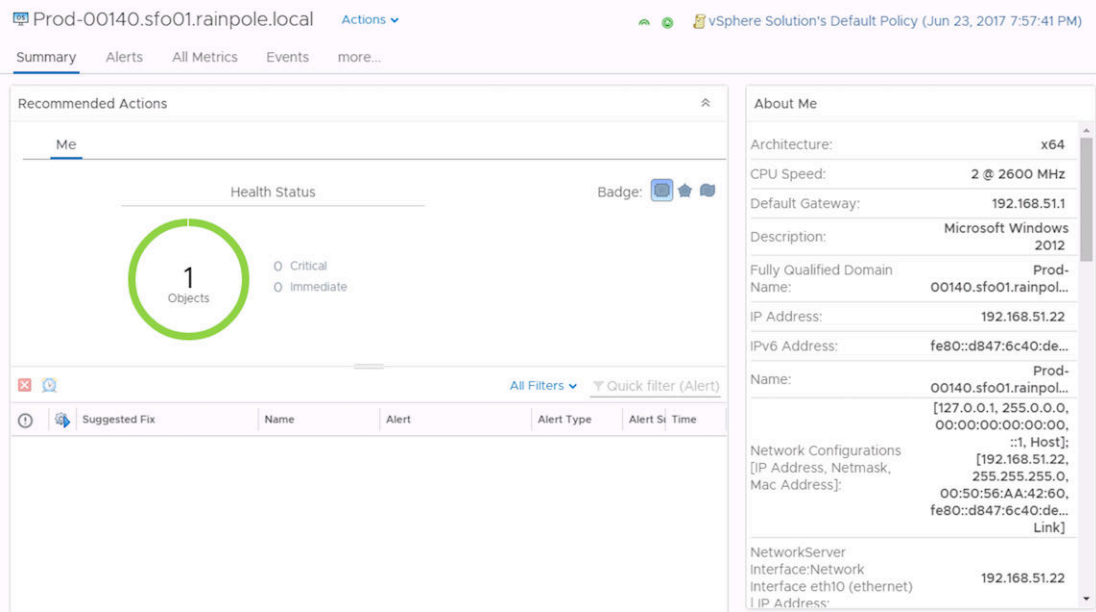 Prod-00140.sfo01.rainpole.local Actions
vSphere Solution's Default Policy (Jun 23, 2017 7:57:41 PM)
Summary Alerts All Metrics Events more...
Recommended Actions
Me
Health Status
Badge:
1
Objects
0 Critical
0 Immediate
All Filters Quick filter (Alert)
Suggested Fix Name Alert Alert Type Alert Su Time
About Me
Architecture: x64
CPU Speed: 2 @ 2600 MHz
Default Gateway: 192.168.51.1
Description: Microsoft Windows
2012
Fully Qualified Domain
Name:
Prod-
00140.sfo01.rainpol...
IP Address: 192.168.51.22
IPv6 Address: fe80::d847:6c40:de...
Name:
Prod-
00140.sfo01.rainpol...
Network Configurations
[IP Address, Netmask,
Mac Address]:
[127.0.0.1, 255.0.0.0,
00:00:00:00:00:00,
::1, Host];
[192.168.51.22,
255.255.255.0,
00:50:56:AA:42:60,
fe80::d847:6c40:de...
Link]
NetworkServer
Interface:Network
Interface eth10 (ethernet)
| IP Address:
192.168.51.22